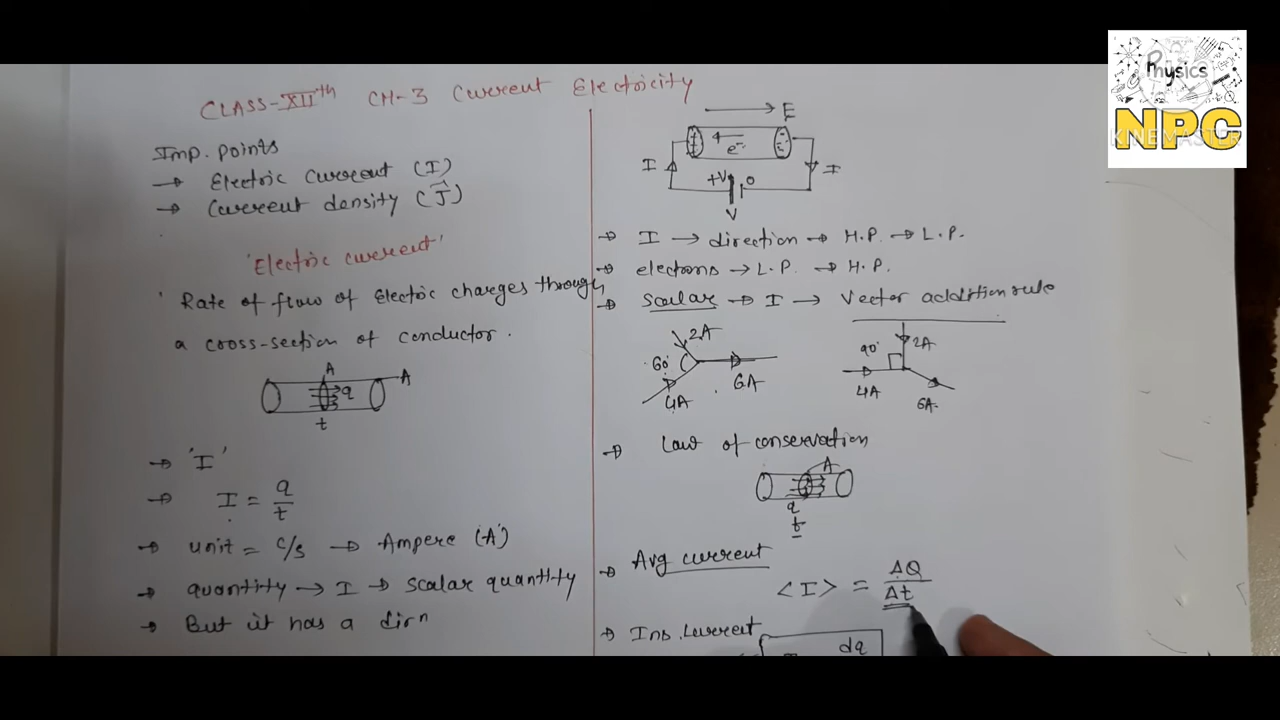 CLASS-XIIth CH-3 Current Electricity
Imp. points
→ Electric current (I)
→ Current density (J⃗)
'Electric current'
' Rate of flow of Electric charges through
a cross-section of conductor.
A
A
q
t
→ 'I'
→ I = q/t
→ unit = C/s → Ampere (A)
→ quantity → I → scalar quantity
→ But it has a dirn
E
e-
I
I
+V
0
V
→ I → direction → H.P. → L.P.
→ electrons → L.P. → H.P.
→ scalar → I → Vector addition rule
2A
60°
6A
4A
90°
2A
4A
6A
→ Law of conservation
A
q
t
→ Avg current
<I> = ΔQ/Δt
→ Ins. current
dq
Physics
NPC
KINEMASTER